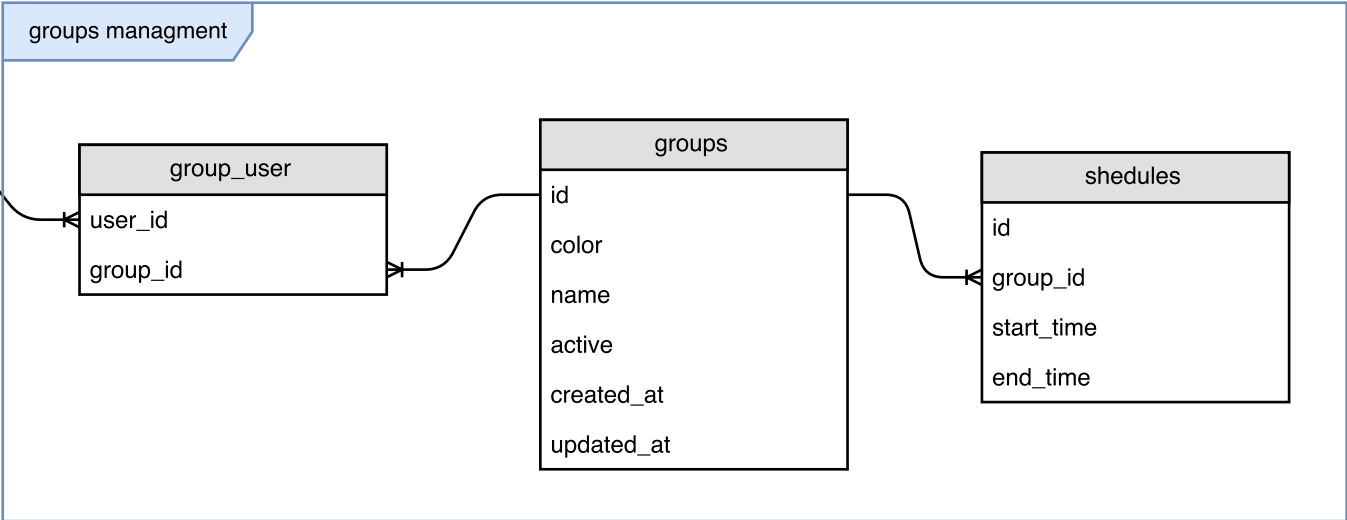 groups managment
group_user
user_id
group_id
groups
id
color
name
active
created_at
updated_at
shedules
id
group_id
start_time
end_time